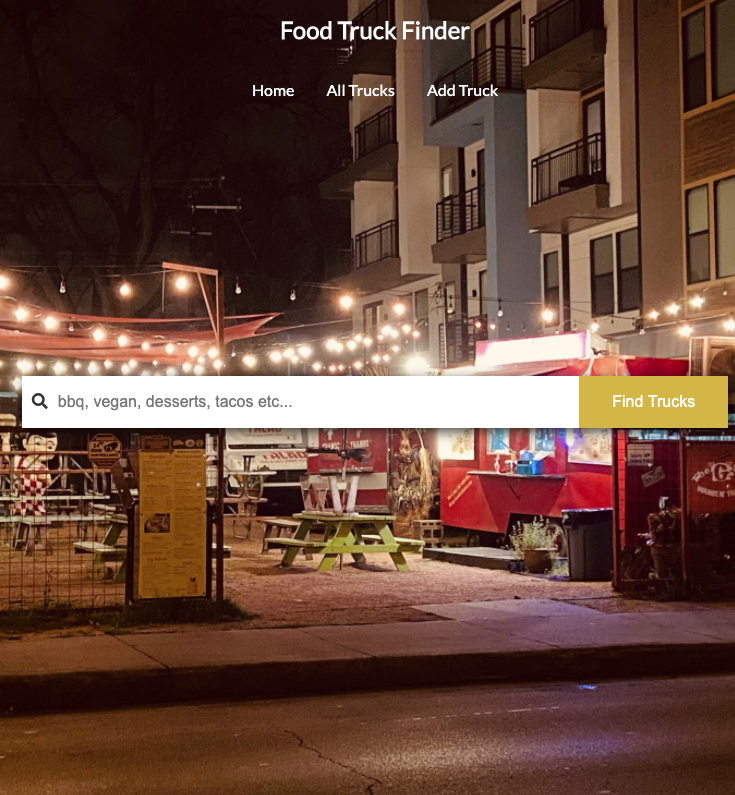 Food Truck Finder
Home All Trucks Add Truck
bbq, vegan, desserts, tacos etc...
Find Trucks